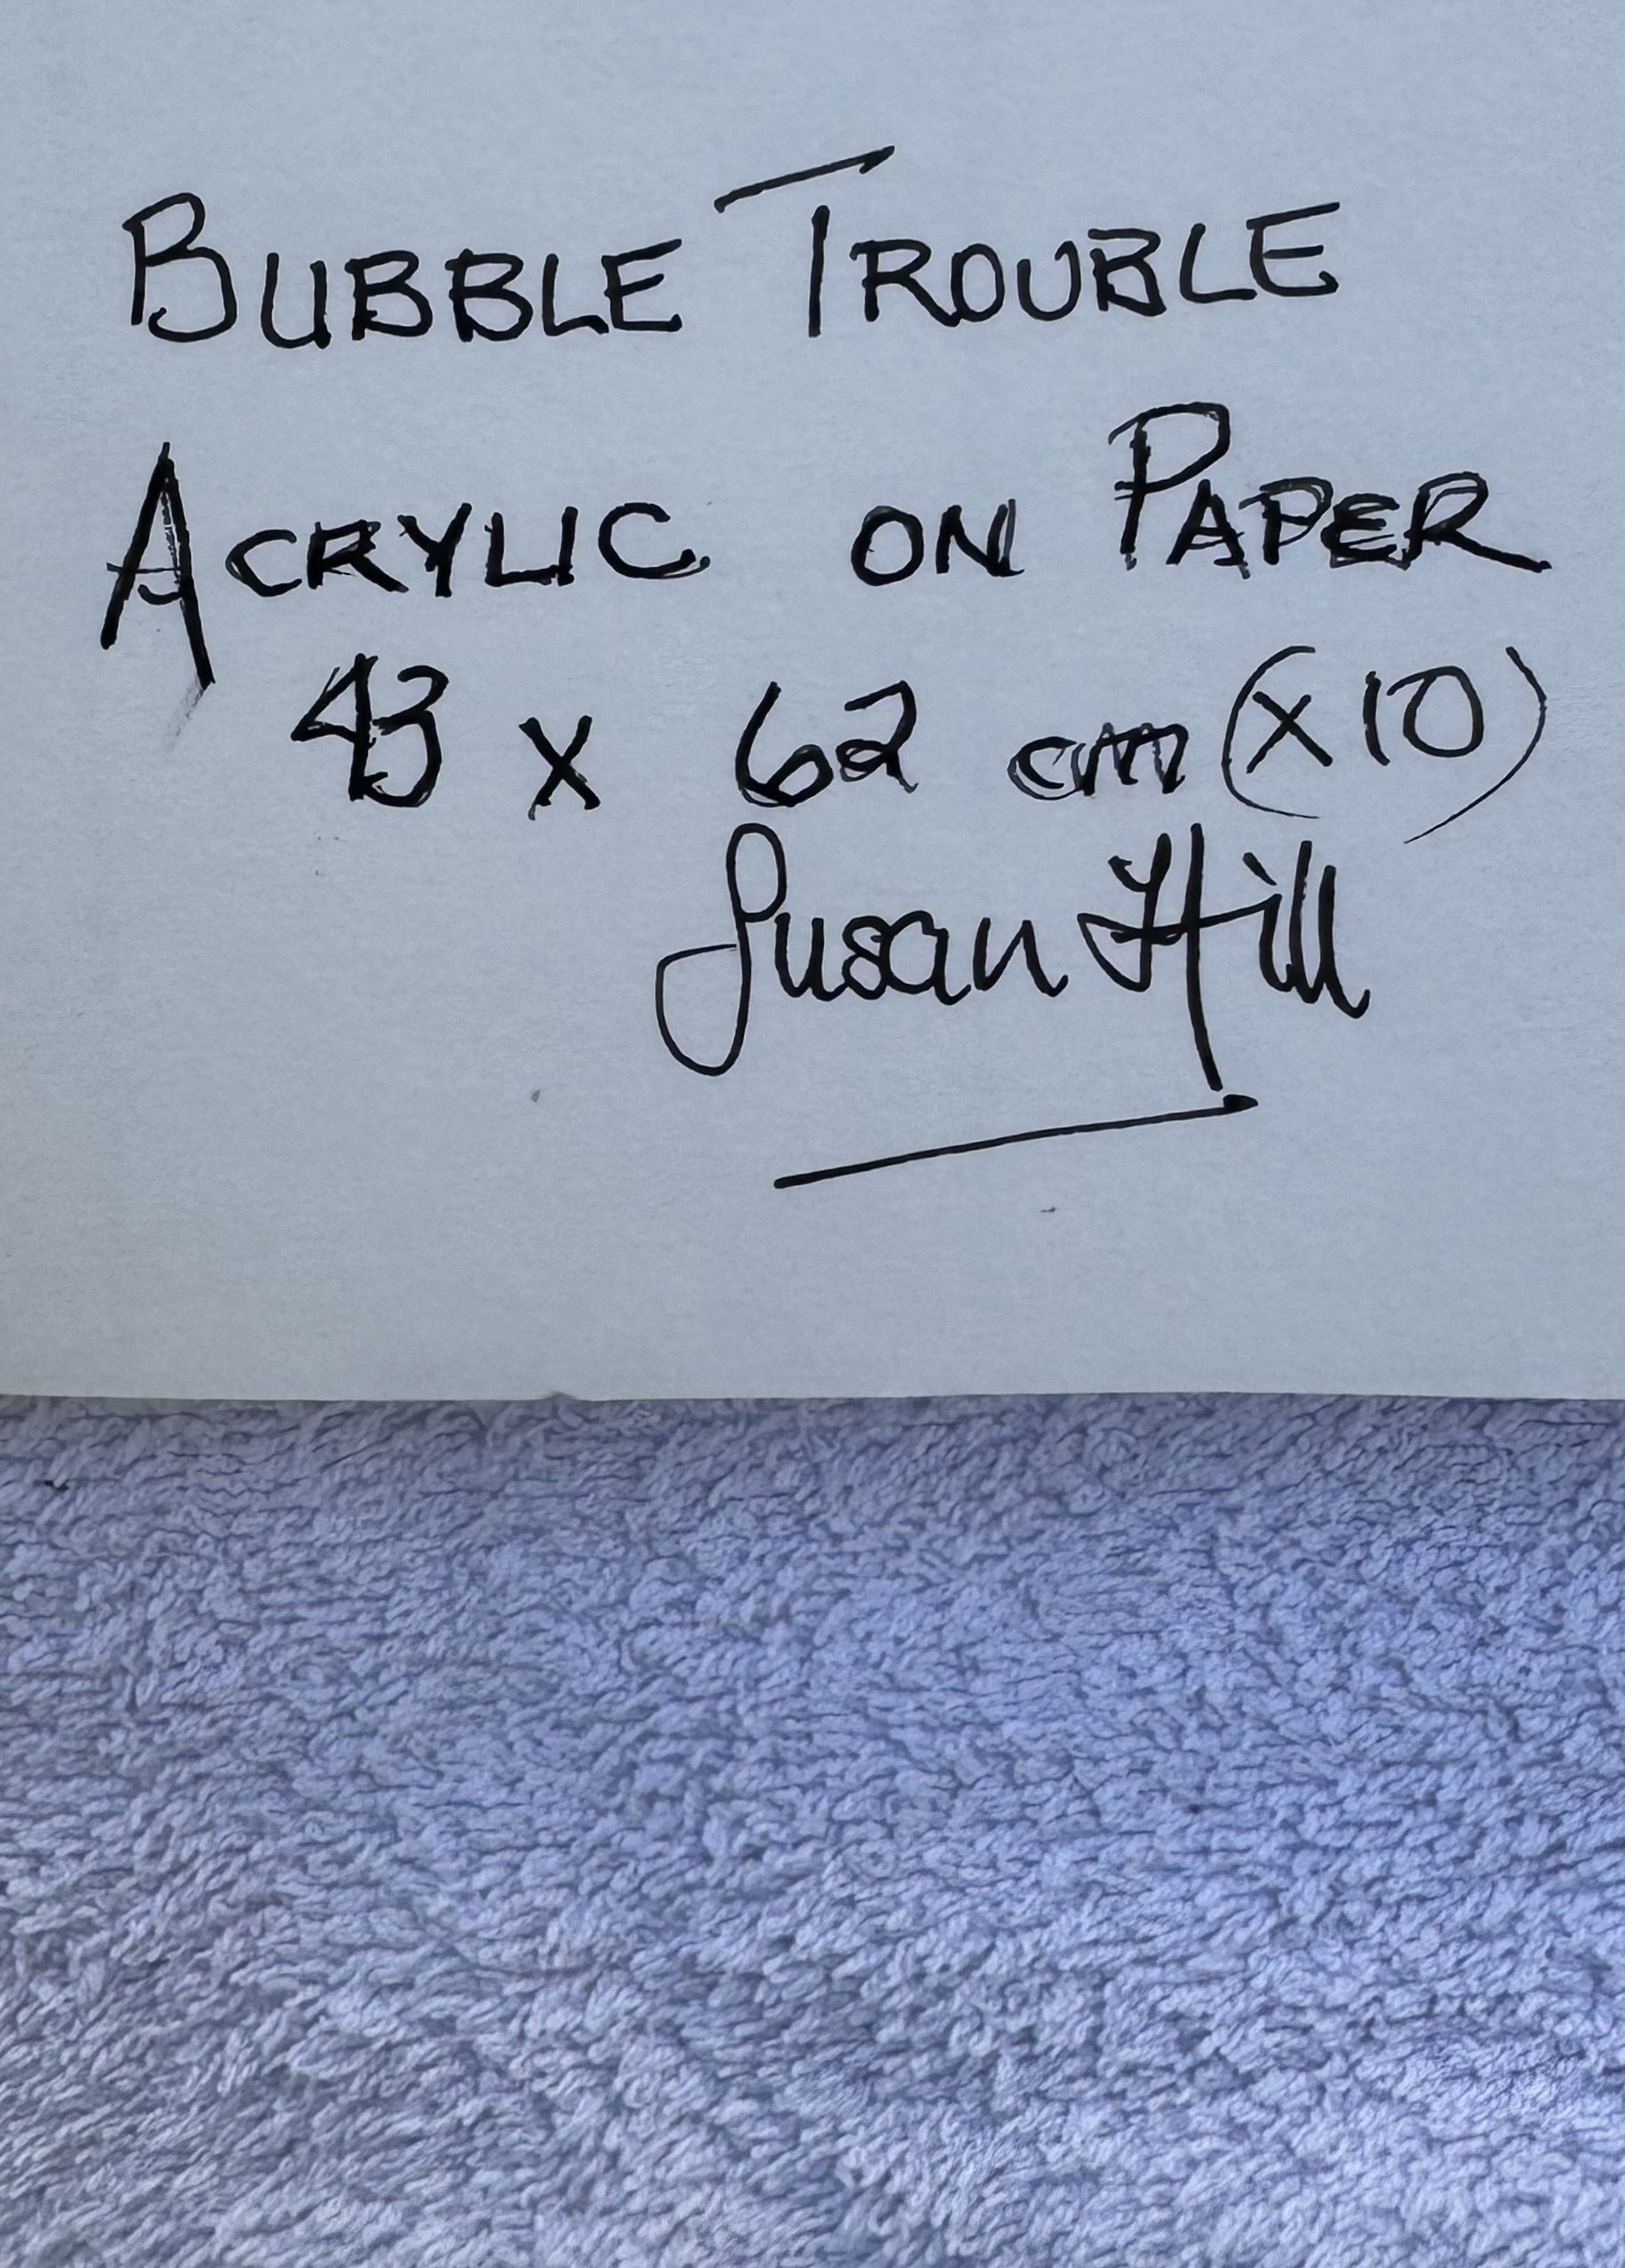 BUBBLE TROUBLE
ACRYLIC ON PAPER
43 x 62 cm (x10)
Susan Hill